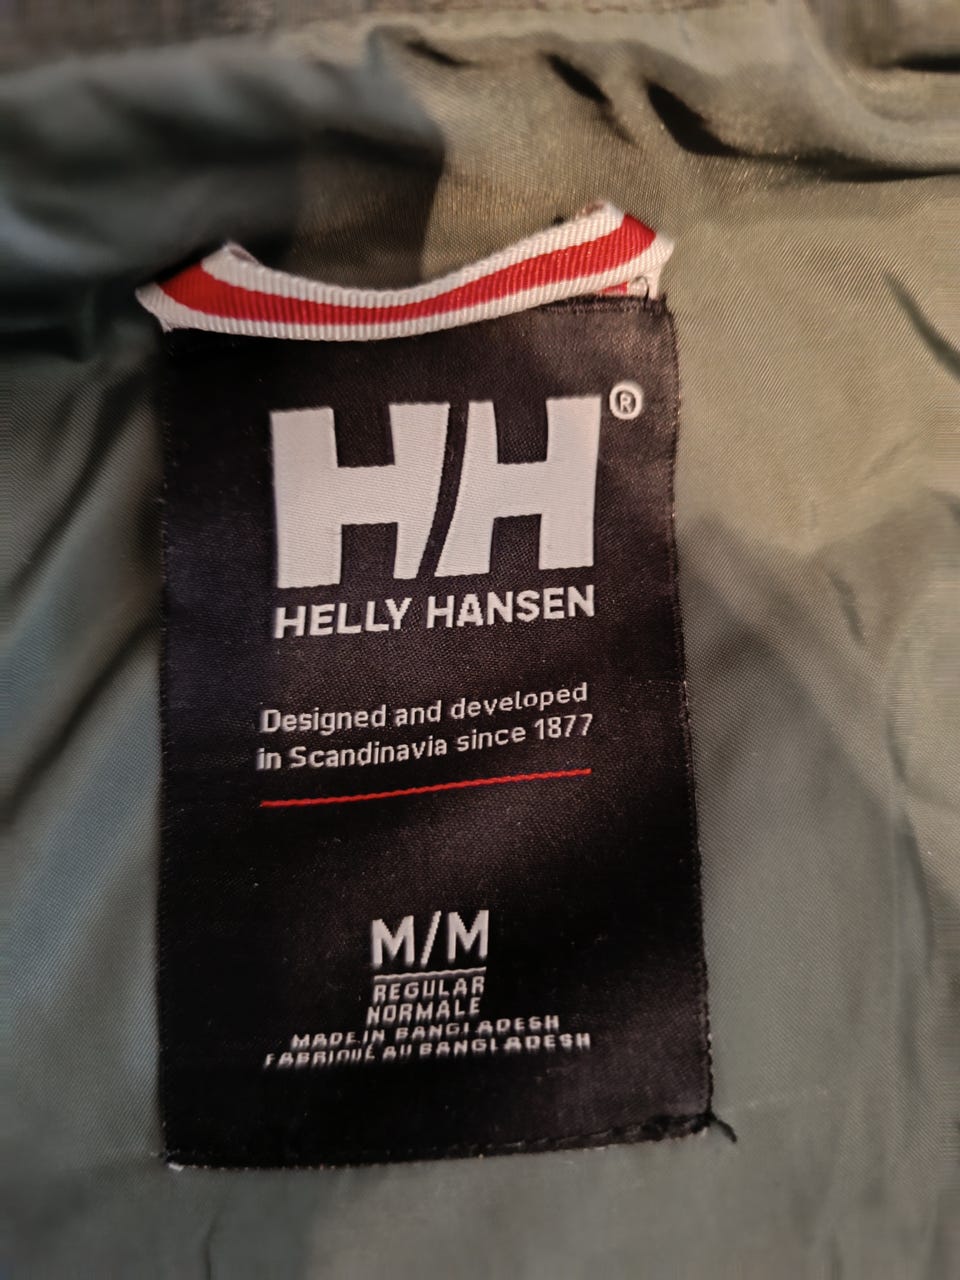 HH®
HELLY HANSEN
Designed and developed
in Scandinavia since 1877
M/M
REGULAR
NORMALE
MADE IN BANGLADESH
FABRIQUÉ AU BANGLADESH